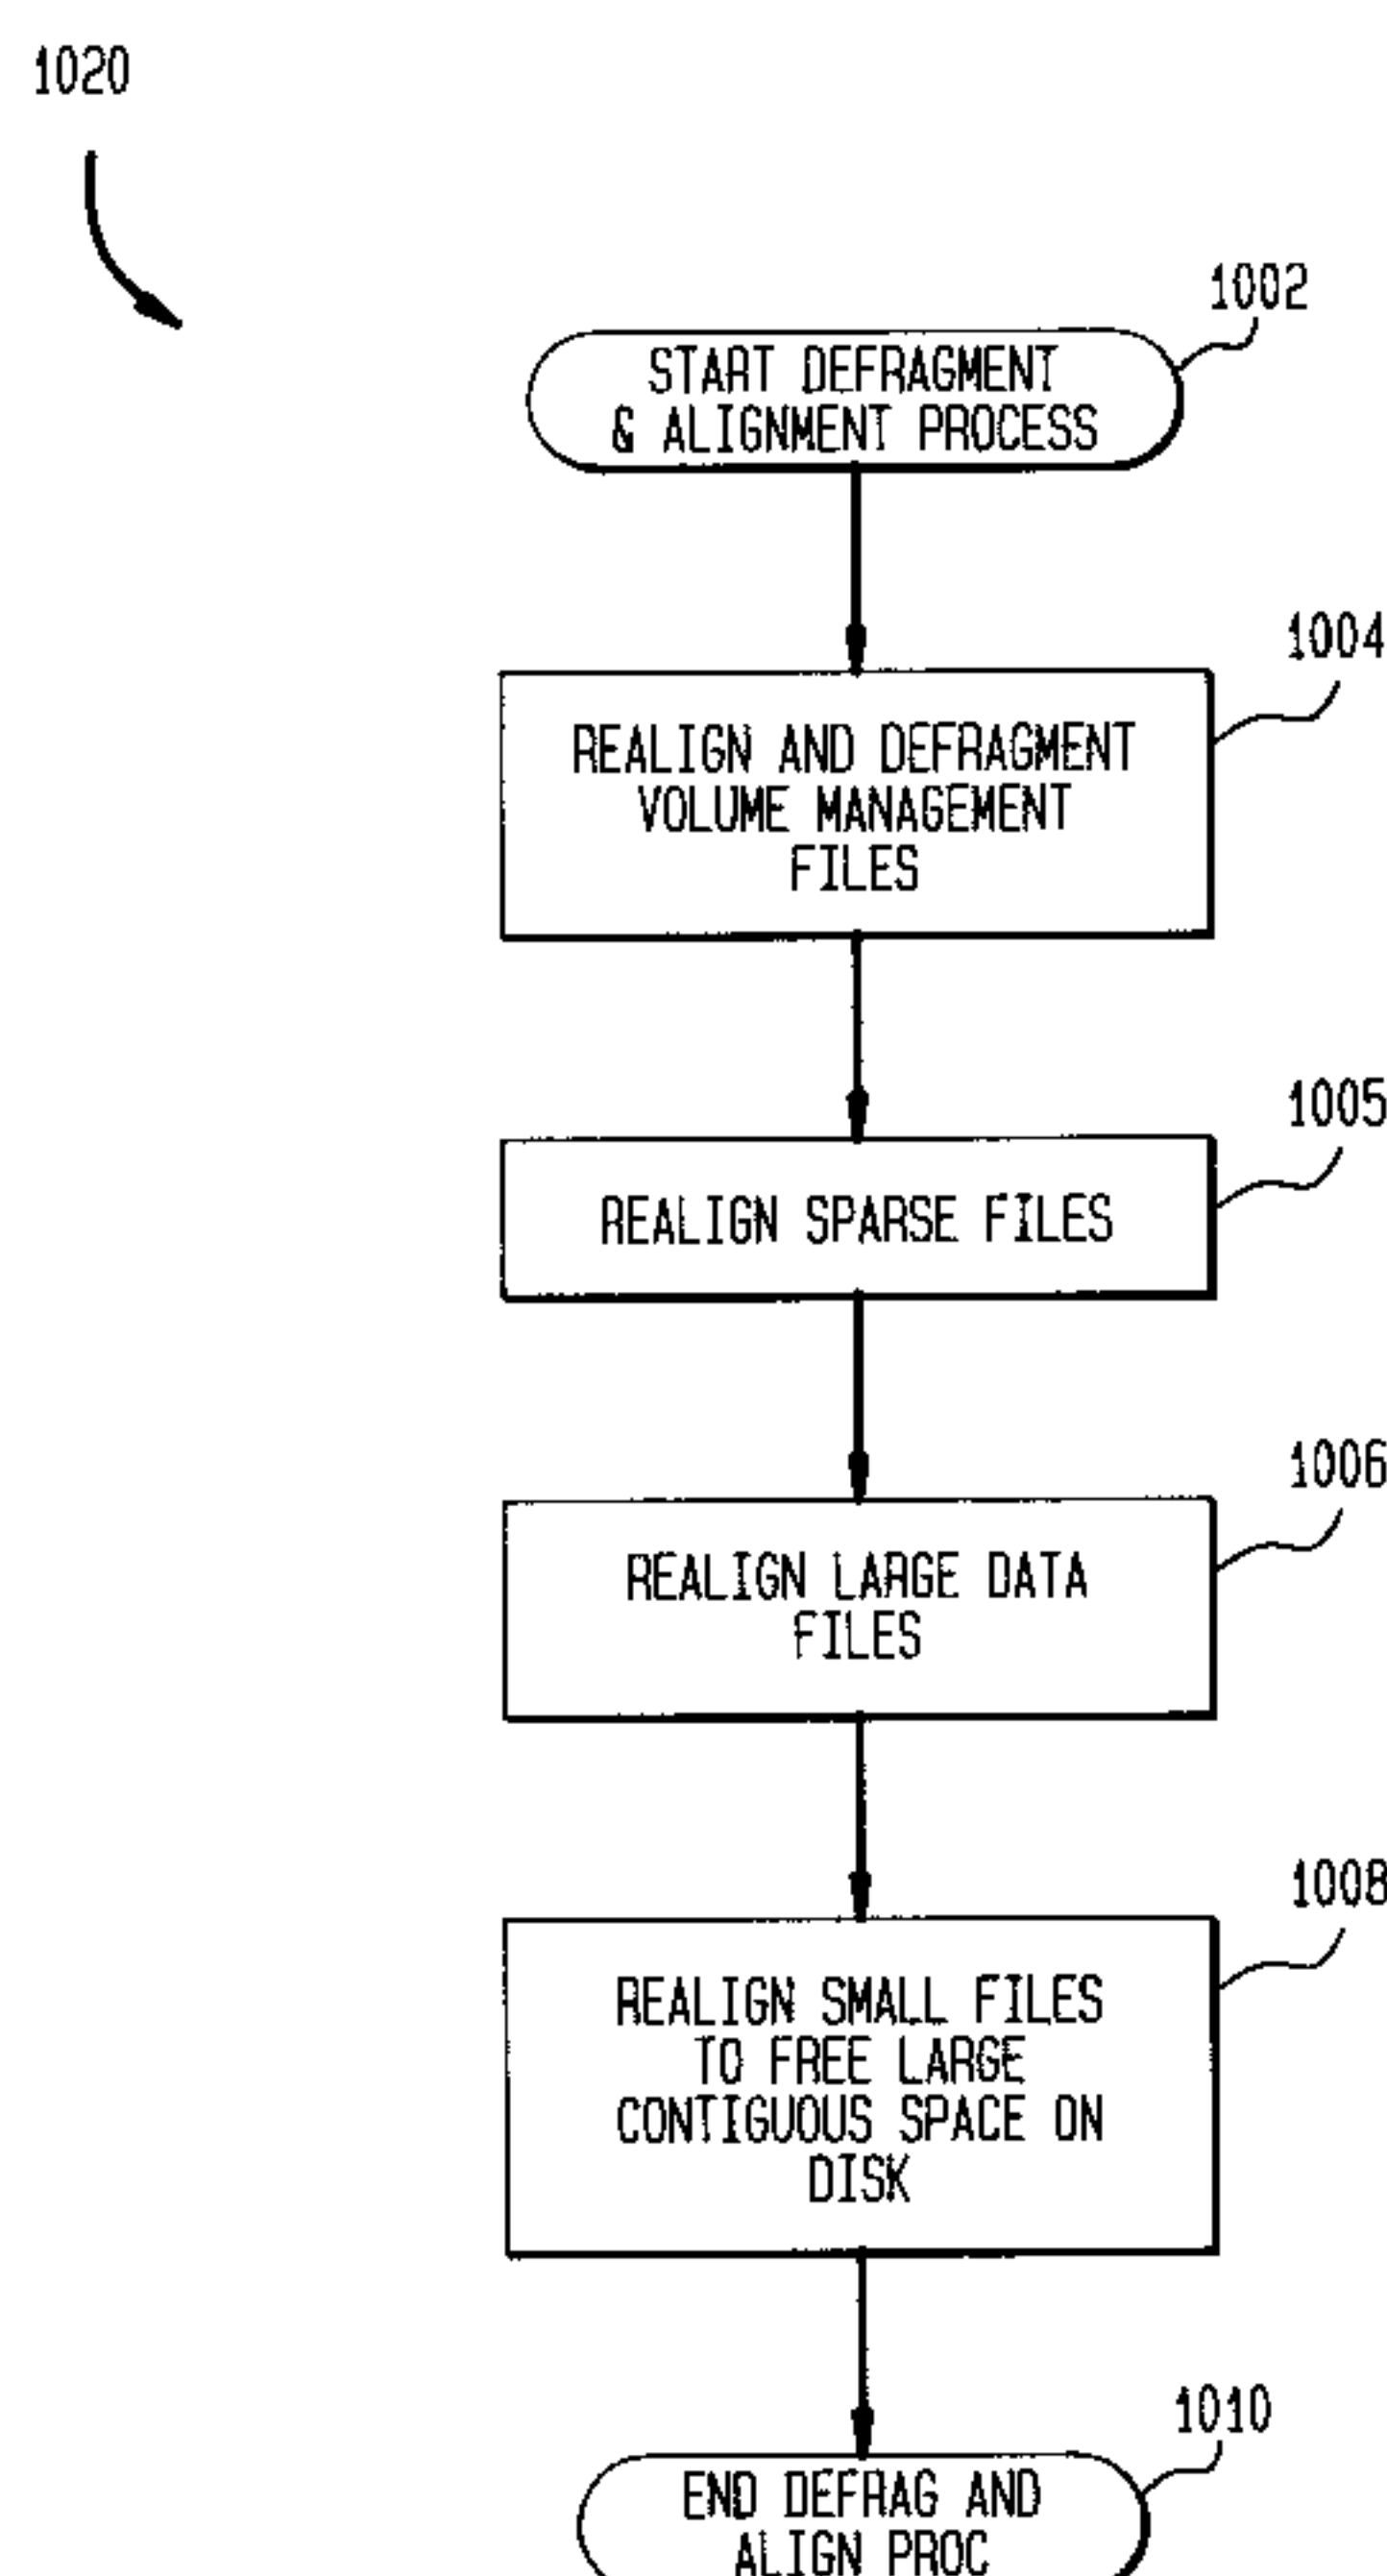 1020
1002
START DEFRAGMENT
& ALIGNMENT PROCESS
1004
REALIGN AND DEFRAGMENT
VOLUME MANAGEMENT
FILES
1005
REALIGN SPARSE FILES
1006
REALIGN LARGE DATA
FILES
1008
REALIGN SMALL FILES
TO FREE LARGE
CONTIGUOUS SPACE ON
DISK
1010
END DEFRAG AND
ALIGN PROC